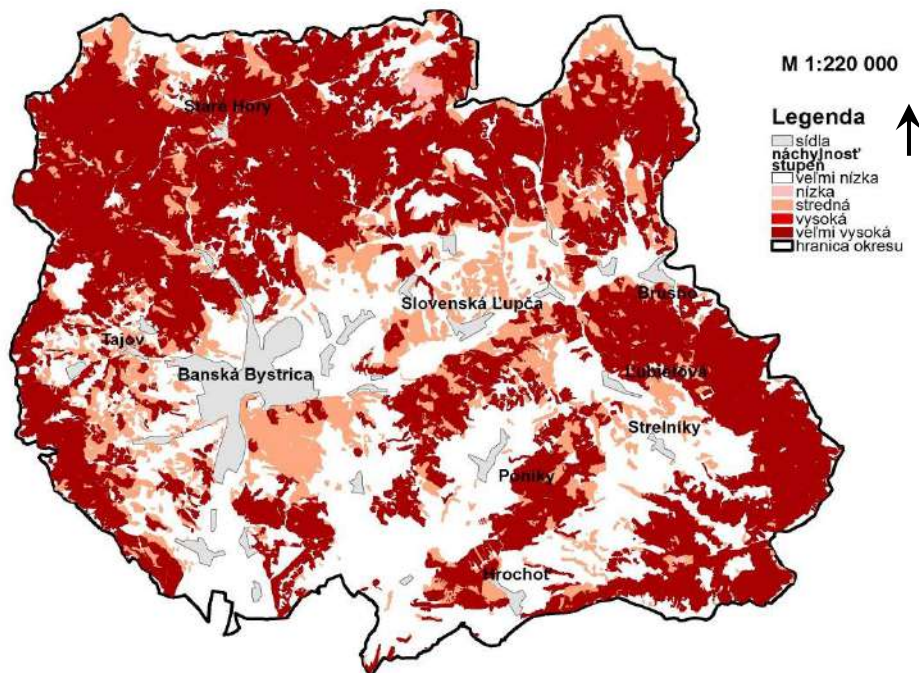 M 1:220 000
Legenda
sídla
náchylnosť
stupeň
veľmi nízka
nízka
stredná
vysoká
veľmi vysoká
hranica okresu
Staré Hory
Slovenská Ľupča
Brusno
Tajov
Banská Bystrica
Ľubietová
Strelníky
Poniky
Hrochoť